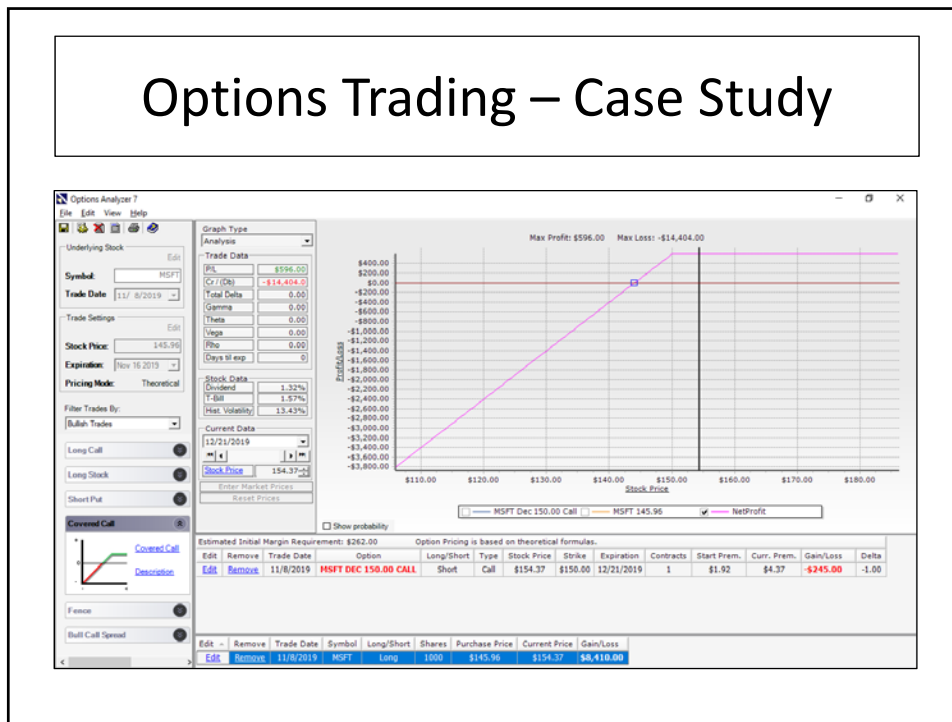 Options Trading – Case Study
Options Analyzer 7
File Edit View Help
Underlying Stock
Edit
Symbol: MSFT
Trade Date 11/ 8/2019
Trade Settings
Edit
Stock Price: 145.96
Expiration: Nov 16 2019
Pricing Mode: Theoretical
Filter Trades By:
Bullish Trades
Long Call
Long Stock
Short Put
Covered Call
Covered Call
Description
Fence
Bull Call Spread
Graph Type
Analysis
Trade Data
P/L $596.00
Cr / (Db) -$14,404.0
Total Delta 0.00
Gamma 0.00
Theta 0.00
Vega 0.00
Rho 0.00
Days til exp 0
Stock Data
Dividend 1.32%
T-Bill 1.57%
Hist. Volatility 13.43%
Current Data
12/21/2019
Stock Price 154.37
Enter Market Prices
Reset Prices
Max Profit: $596.00 Max Loss: -$14,404.00
$400.00
$200.00
$0.00
-$200.00
-$400.00
-$600.00
-$800.00
-$1,000.00
-$1,200.00
-$1,400.00
-$1,600.00
-$1,800.00
-$2,000.00
-$2,200.00
-$2,400.00
-$2,600.00
-$2,800.00
-$3,000.00
-$3,200.00
-$3,400.00
-$3,600.00
-$3,800.00
Profit/Loss
$110.00 $120.00 $130.00 $140.00 $150.00 $160.00 $170.00 $180.00
Stock Price
MSFT Dec 150.00 Call MSFT 145.96 NetProfit
Show probability
Estimated Initial Margin Requirement: $262.00 Option Pricing is based on theoretical formulas.
Edit Remove Trade Date Option Long/Short Type Stock Price Strike Expiration Contracts Start Prem. Curr. Prem. Gain/Loss Delta
Edit Remove 11/8/2019 MSFT DEC 150.00 CALL Short Call $154.37 $150.00 12/21/2019 1 $1.92 $4.37 -$245.00 -1.00
Edit Remove Trade Date Symbol Long/Short Shares Purchase Price Current Price Gain/Loss
Edit Remove 11/8/2019 MSFT Long 1000 $145.96 $154.37 $8,410.00